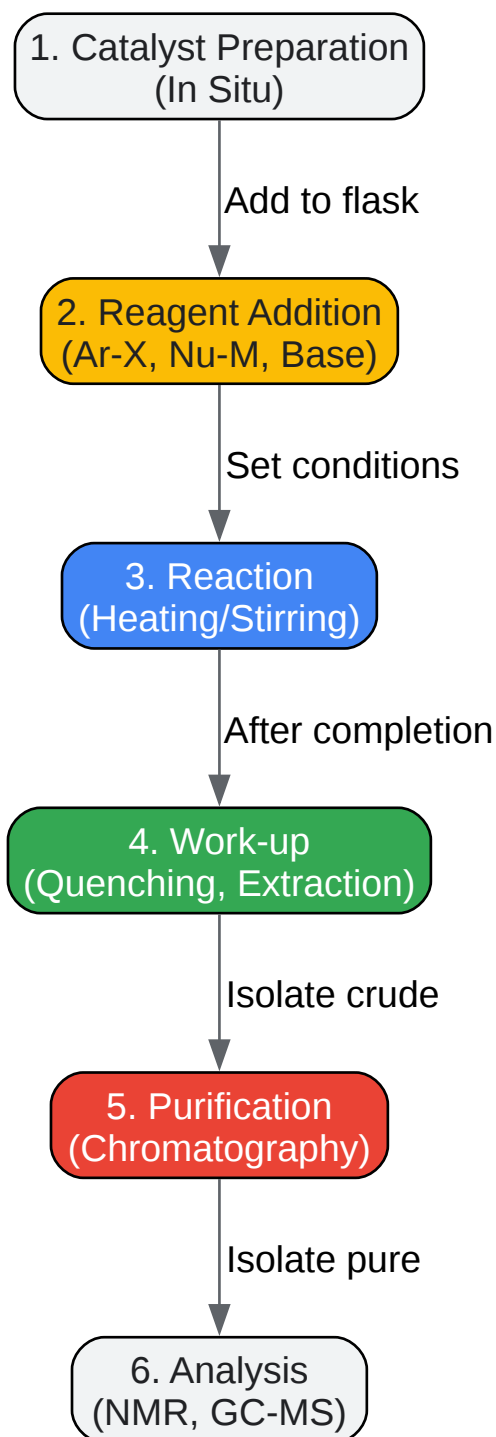 1. Catalyst Preparation
(In Situ)
Add to flask
2. Reagent Addition
(Ar-X, Nu-M, Base)
Set conditions
3. Reaction
(Heating/Stirring)
After completion
4. Work-up
(Quenching, Extraction)
Isolate crude
5. Purification
(Chromatography)
Isolate pure
6. Analysis
(NMR, GC-MS)